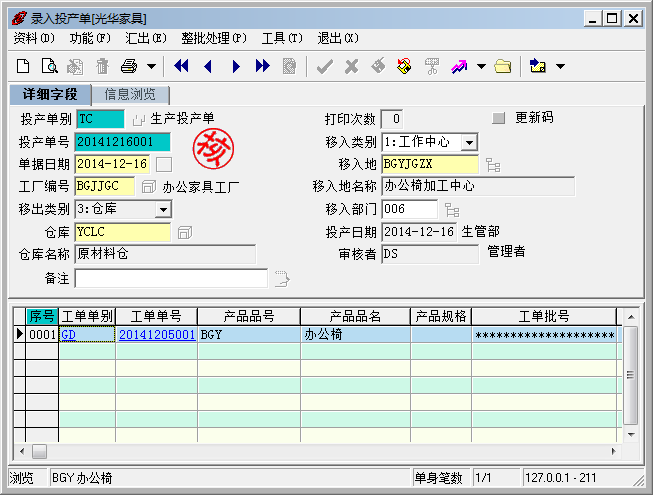 录入投产单[光华家具]
资料(D) 功能(F) 汇出(E) 整批处理(P) 工具(T) 退出(X)
详细字段 信息浏览
投产单别 TC 生产投产单 打印次数 0 更新码
投产单号 20141216001 核 移入类别 1:工作中心
单据日期 2014-12-16 移入地 BGYJGZX
工厂编号 BGJJGC 办公家具工厂 移入地名称 办公椅加工中心
移出类别 3:仓库 移入部门 006
仓库 YCLC 投产日期 2014-12-16 生管部
仓库名称 原材料仓 审核者 DS 管理者
备注
序号 工单单别 工单单号 产品品号 产品品名 产品规格 工单批号
0001 GD 20141205001 BGY 办公椅 ********************
浏览 BGY 办公椅 单身笔数 1/1 127.0.0.1 - 211